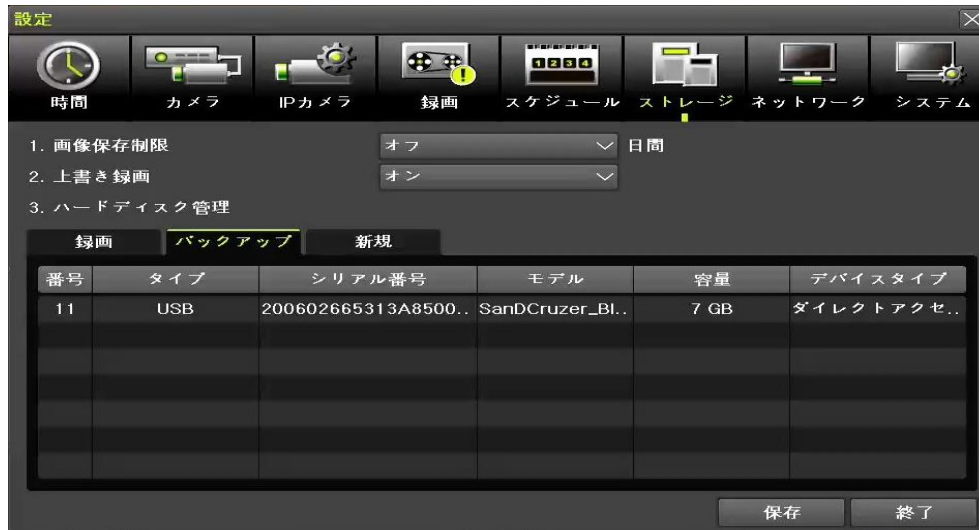 設定
時間 カメラ IPカメラ 録画 スケジュール ストレージ ネットワーク システム
1. 画像保存制限 オフ 日間
2. 上書き録画 オン
3. ハードディスク管理
録画 バックアップ 新規
番号 タイプ シリアル番号 モデル 容量 デバイスタイプ
11 USB 200602665313A8500.. SanDCruzer_Bl.. 7 GB ダイレクトアクセ..
保存 終了